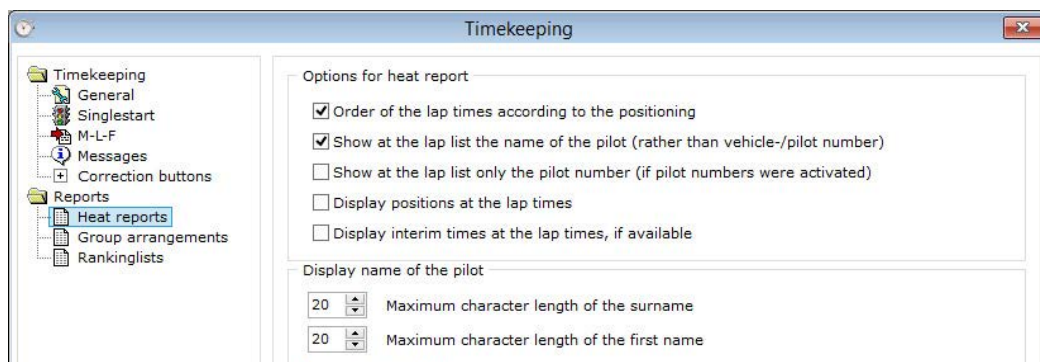 Timekeeping
Timekeeping
General
Singlestart
M-L-F
Messages
Correction buttons
Reports
Heat reports
Group arrangements
Rankinglists
Options for heat report
Order of the lap times according to the positioning
Show at the lap list the name of the pilot (rather than vehicle-/pilot number)
Show at the lap list only the pilot number (if pilot numbers were activated)
Display positions at the lap times
Display interim times at the lap times, if available
Display name of the pilot
20 Maximum character length of the surname
20 Maximum character length of the first name